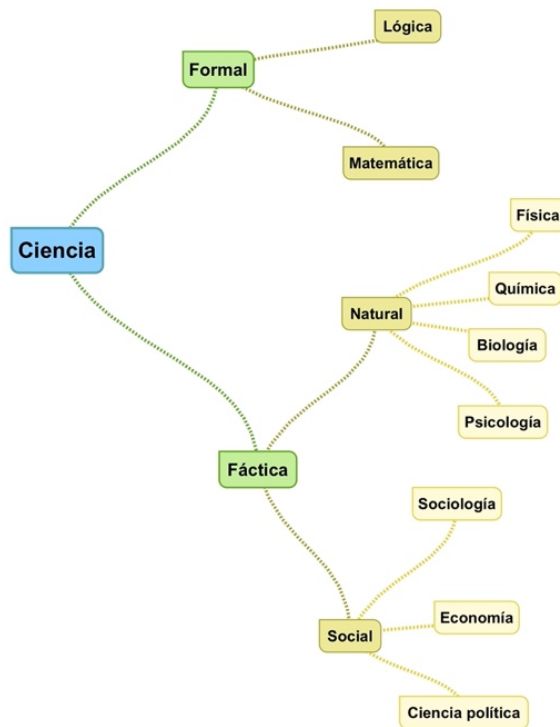 Lógica
Formal
Matemática
Física
Ciencia
Química
Natural
Biología
Psicología
Fáctica
Sociología
Economía
Social
Ciencia política